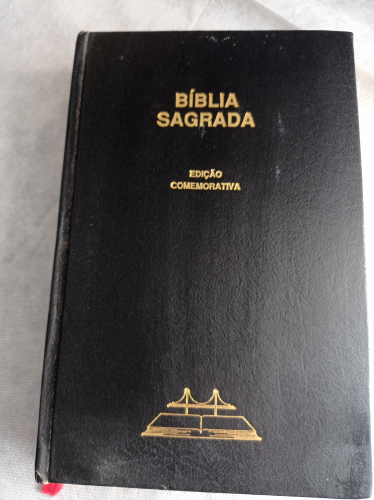 BÍBLIA
SAGRADA
EDIÇÃO
COMEMORATIVA